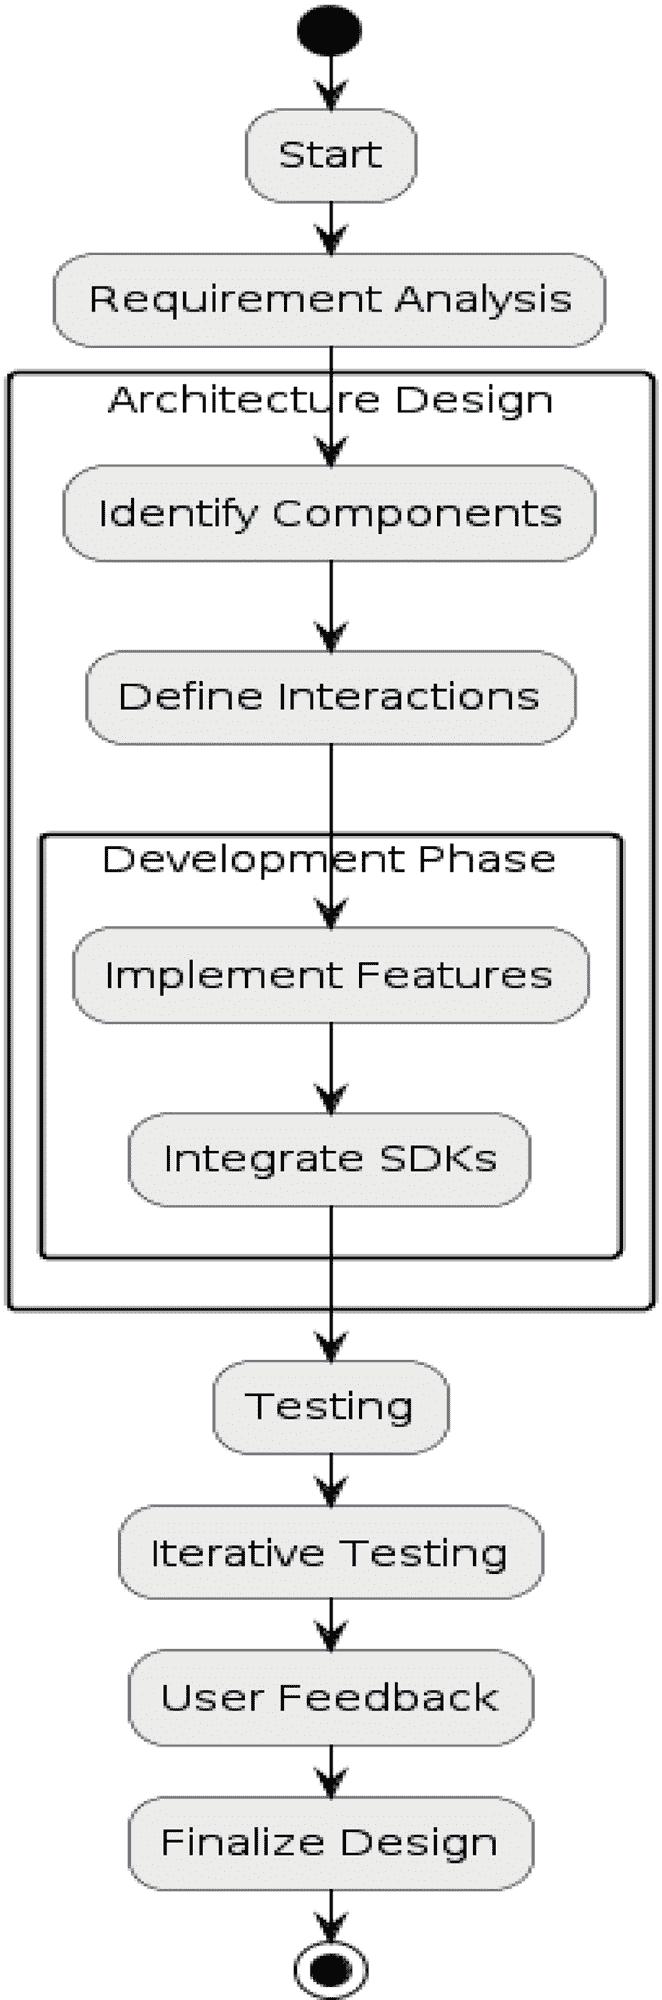 Start
Requirement Analysis
Architecture Design
Identify Components
Define Interactions
Development Phase
Implement Features
Integrate SDKs
Testing
Iterative Testing
User Feedback
Finalize Design